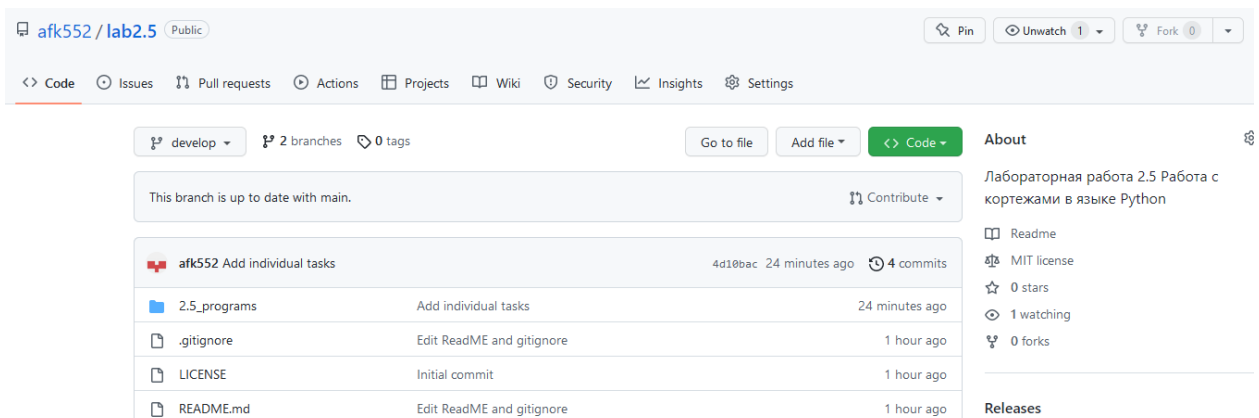 afk552 / lab2.5 Public Pin Unwatch 1 Fork 0
Code Issues Pull requests Actions Projects Wiki Security Insights Settings
develop 2 branches 0 tags Go to file Add file Code
This branch is up to date with main. Contribute
afk552 Add individual tasks 4d10bac 24 minutes ago 4 commits
2.5_programs Add individual tasks 24 minutes ago
.gitignore Edit ReadME and gitignore 1 hour ago
LICENSE Initial commit 1 hour ago
README.md Edit ReadME and gitignore 1 hour ago
About
Лабораторная работа 2.5 Работа с
кортежами в языке Python
Readme
MIT license
0 stars
1 watching
0 forks
Releases